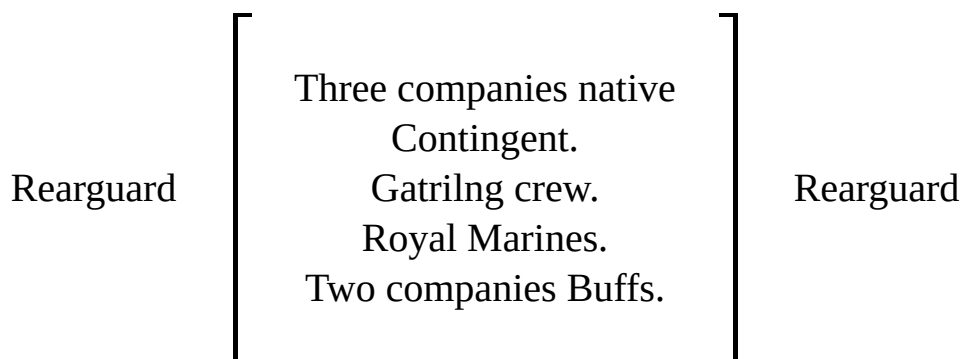 Three companies native
Contingent.
Rearguard Gatrilng crew. Rearguard
Royal Marines.
Two companies Buffs.